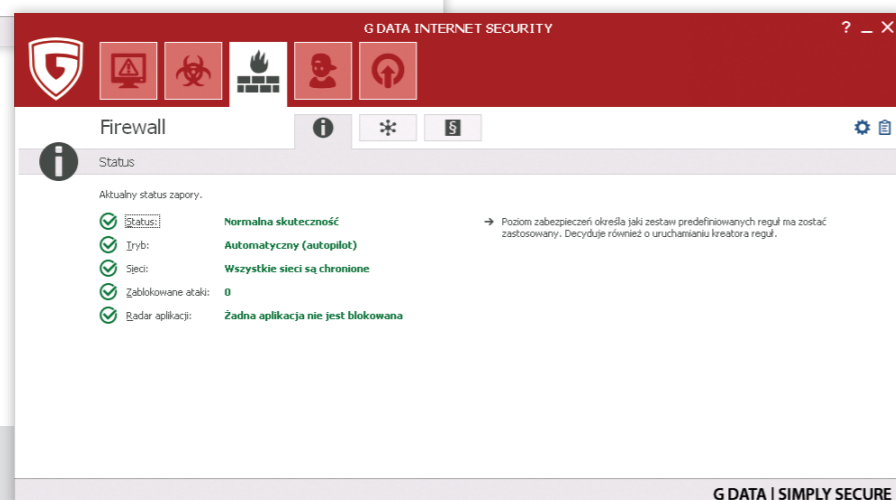 G DATA INTERNET SECURITY
? _ X
G
Firewall
i
§
i
Status
Aktualny status zapory.
Status: Normalna skuteczność
Tryb: Automatyczny (autopilot)
Sieci: Wszystkie sieci są chronione
Zablokowane ataki: 0
Radar aplikacji: Żadna aplikacja nie jest blokowana
→ Poziom zabezpieczeń określa jaki zestaw predefiniowanych reguł ma zostać
zastosowany. Decyduje również o uruchamianiu kreatora reguł.
G DATA | SIMPLY SECURE